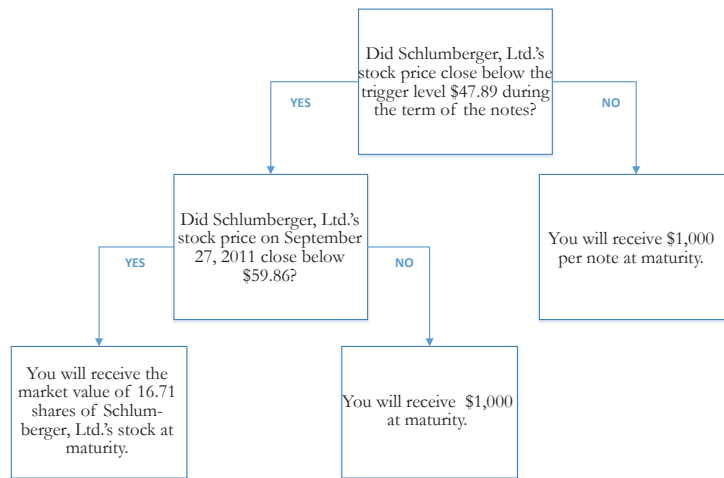 Did Schlumberger, Ltd.'s
stock price close below the
trigger level $47.89 during
the term of the notes?
YES
NO
Did Schlumberger, Ltd.'s
stock price on September
27, 2011 close below
$59.86?
You will receive $1,000
per note at maturity.
YES
NO
You will receive the
market value of 16.71
shares of Schlum-
berger, Ltd.'s stock at
maturity.
You will receive $1,000
at maturity.